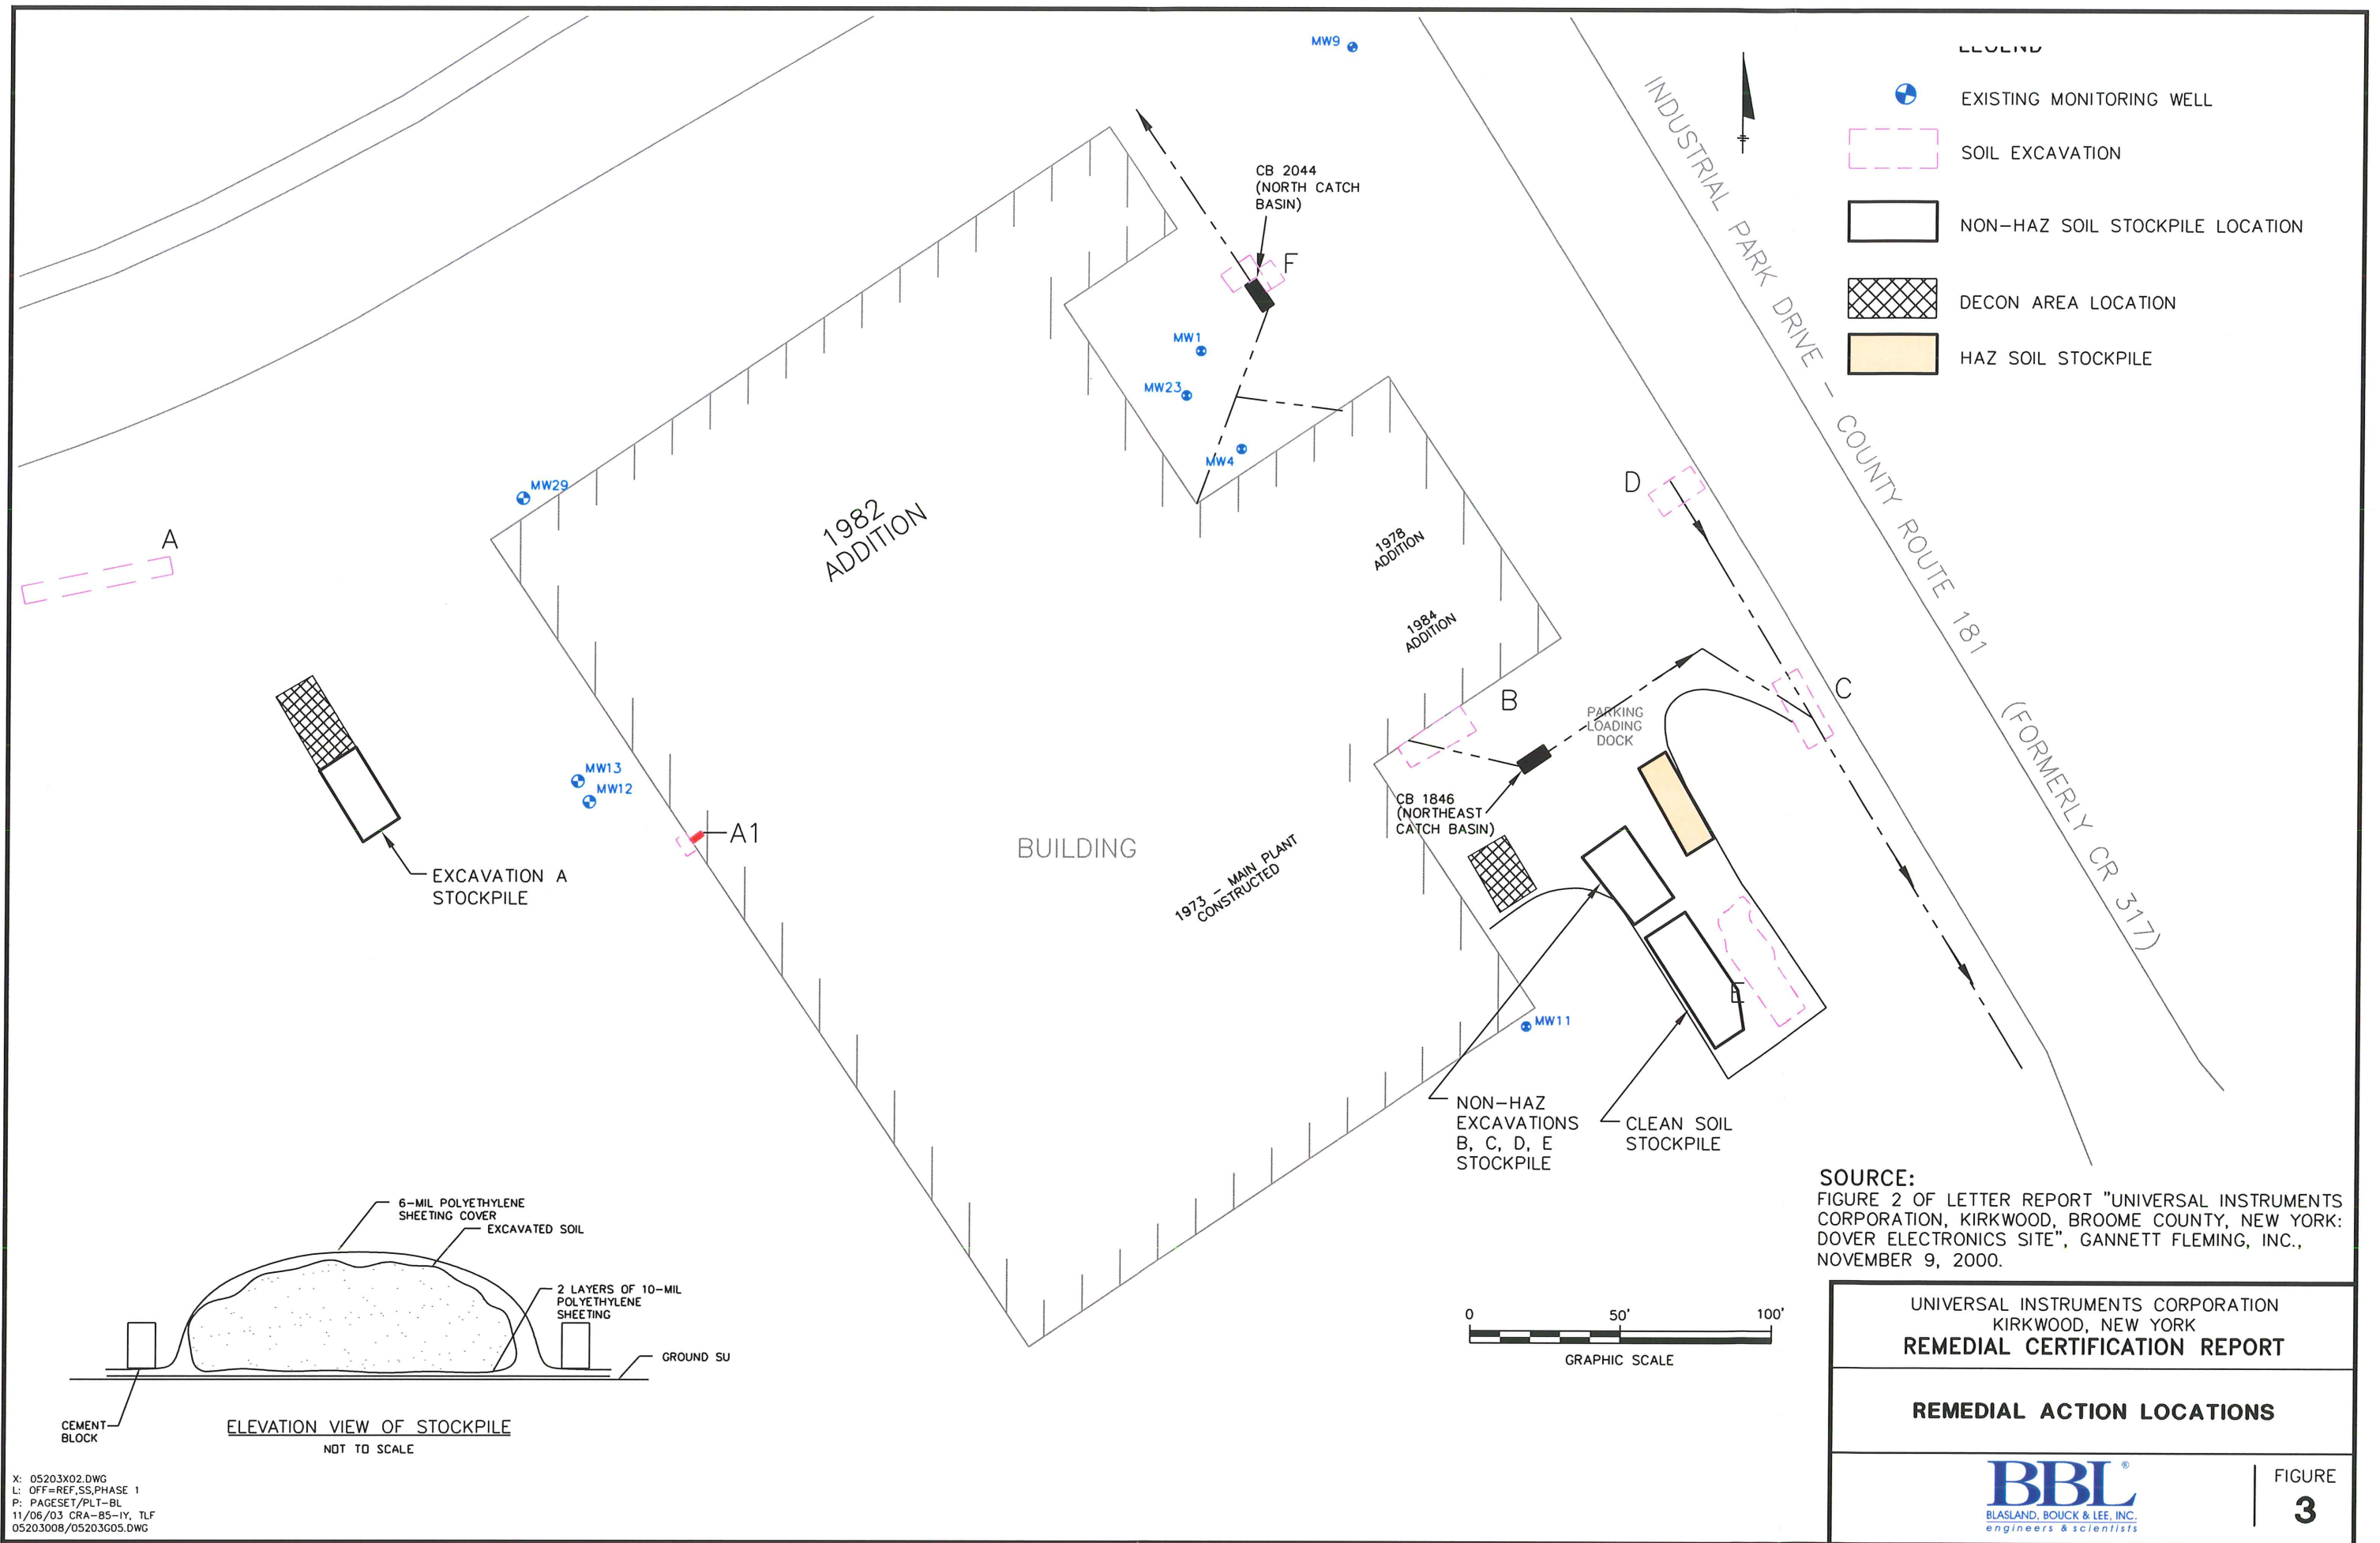 MW9
LEGEND
EXISTING MONITORING WELL
SOIL EXCAVATION
NON-HAZ SOIL STOCKPILE LOCATION
DECON AREA LOCATION
HAZ SOIL STOCKPILE
INDUSTRIAL PARK DRIVE - COUNTY ROUTE 181 (FORMERLY CR 317)
CB 2044
(NORTH CATCH
BASIN)
F
MW1
MW23
MW4
MW29
1982
ADDITION
1978
ADDITION
1984
ADDITION
D
A
B
C
PARKING
LOADING
DOCK
MW13
MW12
A1
EXCAVATION A
STOCKPILE
BUILDING
1973 - MAIN PLANT
CONSTRUCTED
CB 1846
(NORTHEAST
CATCH BASIN)
E
MW11
NON-HAZ
EXCAVATIONS
B, C, D, E
STOCKPILE
CLEAN SOIL
STOCKPILE
6-MIL POLYETHYLENE
SHEETING COVER
EXCAVATED SOIL
2 LAYERS OF 10-MIL
POLYETHYLENE
SHEETING
GROUND SU
CEMENT
BLOCK
ELEVATION VIEW OF STOCKPILE
NOT TO SCALE
0 50' 100'
GRAPHIC SCALE
SOURCE:
FIGURE 2 OF LETTER REPORT "UNIVERSAL INSTRUMENTS
CORPORATION, KIRKWOOD, BROOME COUNTY, NEW YORK:
DOVER ELECTRONICS SITE", GANNETT FLEMING, INC.,
NOVEMBER 9, 2000.
UNIVERSAL INSTRUMENTS CORPORATION
KIRKWOOD, NEW YORK
REMEDIAL CERTIFICATION REPORT
REMEDIAL ACTION LOCATIONS
BBL®
BLASLAND, BOUCK & LEE, INC.
engineers & scientists
FIGURE
3
X: 05203X02.DWG
L: OFF=REF,SS,PHASE 1
P: PAGESET/PLT-BL
11/06/03 CRA-85-IY, TLF
05203008/05203G05.DWG